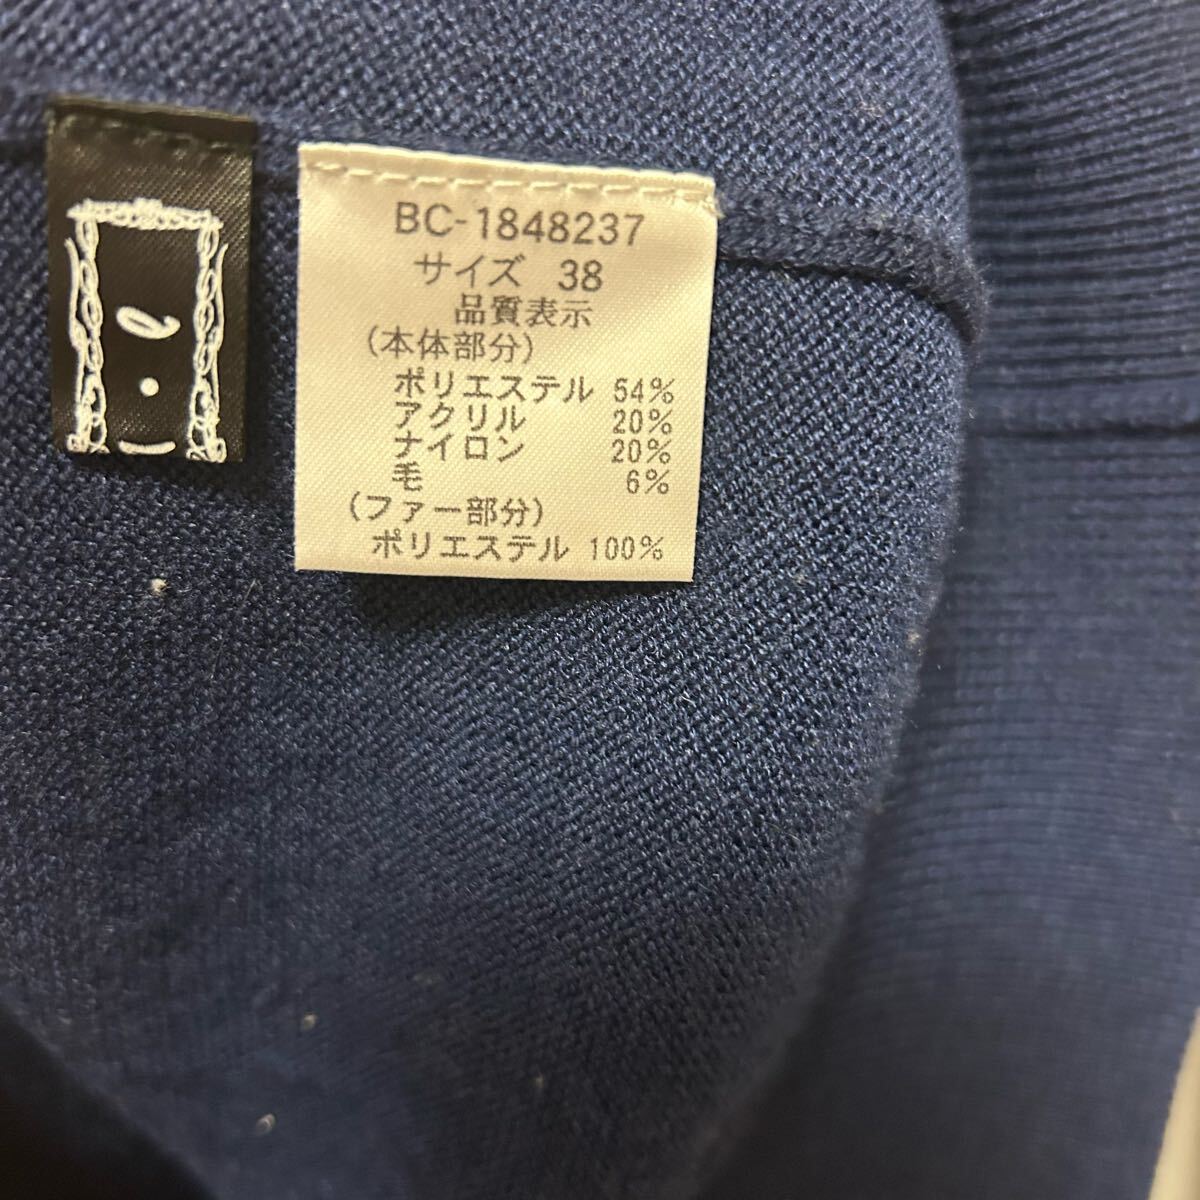 BC-1848237
サイズ 38
品質表示
(本体部分)
ポリエステル 54%
アクリル 20%
ナイロン 20%
毛 6%
(ファー部分)
ポリエステル 100%